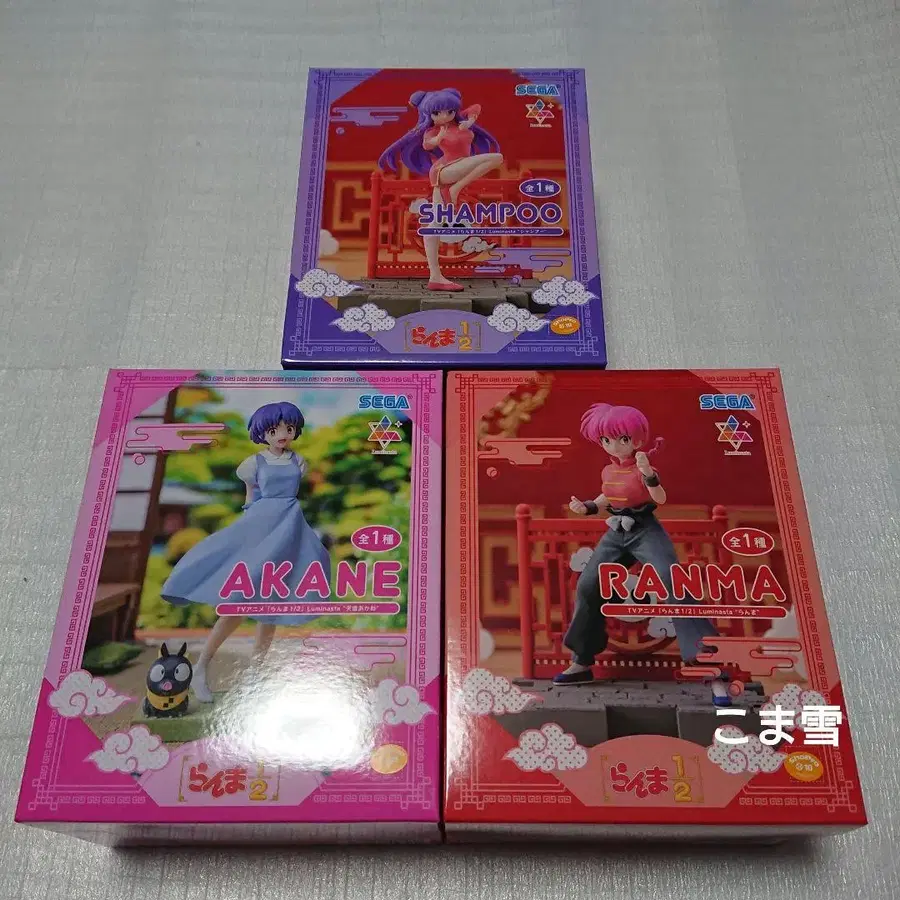 SEGA
Luminasta
全1種
SHAMPOO
TVアニメ「らんま1/2」Luminasta “シャンプー”
らんま1/2
SEGA
Luminasta
全1種
AKANE
TVアニメ「らんま1/2」Luminasta “天道あかね”
らんま1/2
SEGA
Luminasta
全1種
RANMA
TVアニメ「らんま1/2」Luminasta “らんま”
こま雪
らんま1/2